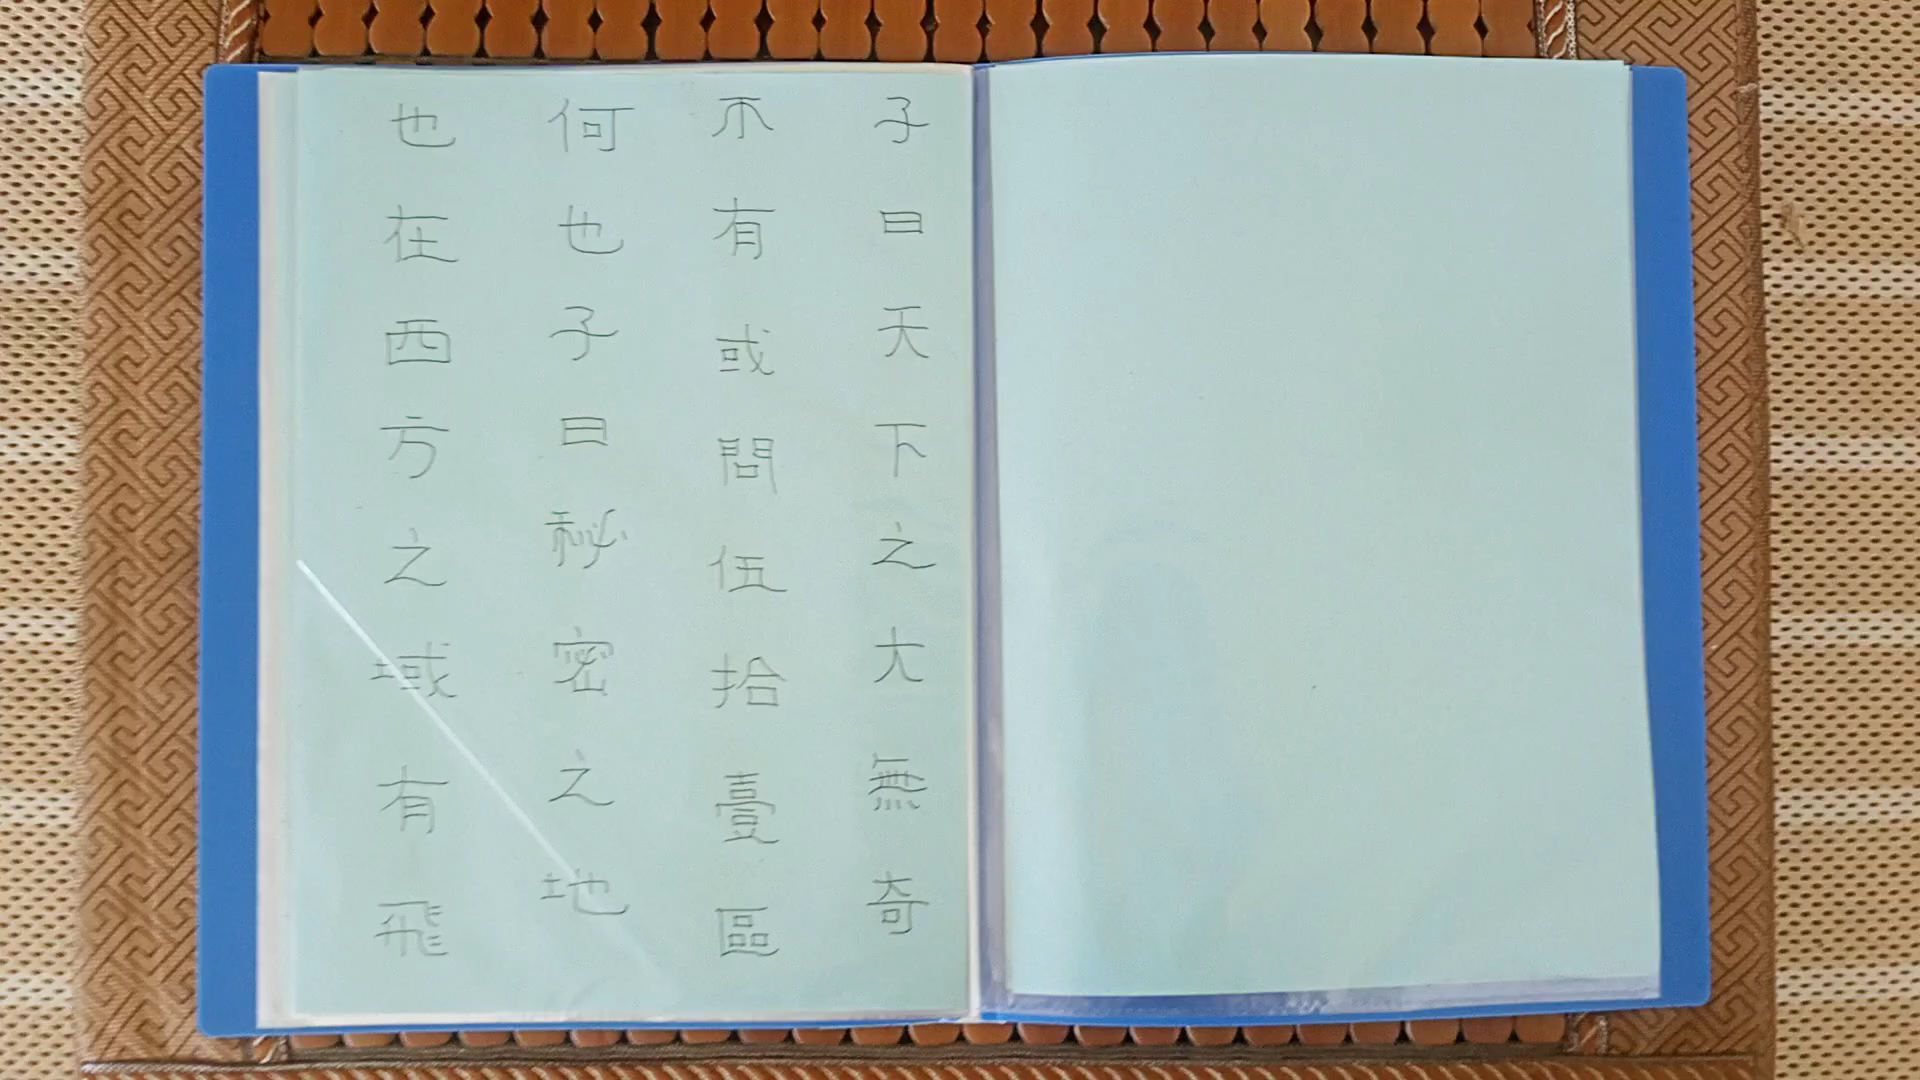 子曰天下之大無奇
不有或問伍拾壹區
何也子曰秘密之地
也在西方之域有飛